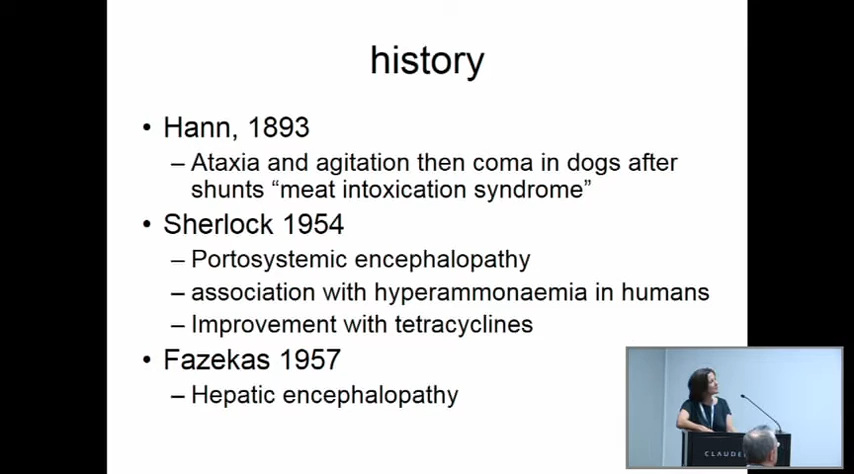 history
• Hann, 1893
– Ataxia and agitation then coma in dogs after
shunts “meat intoxication syndrome”
• Sherlock 1954
– Portosystemic encephalopathy
– association with hyperammonaemia in humans
– Improvement with tetracyclines
• Fazekas 1957
– Hepatic encephalopathy